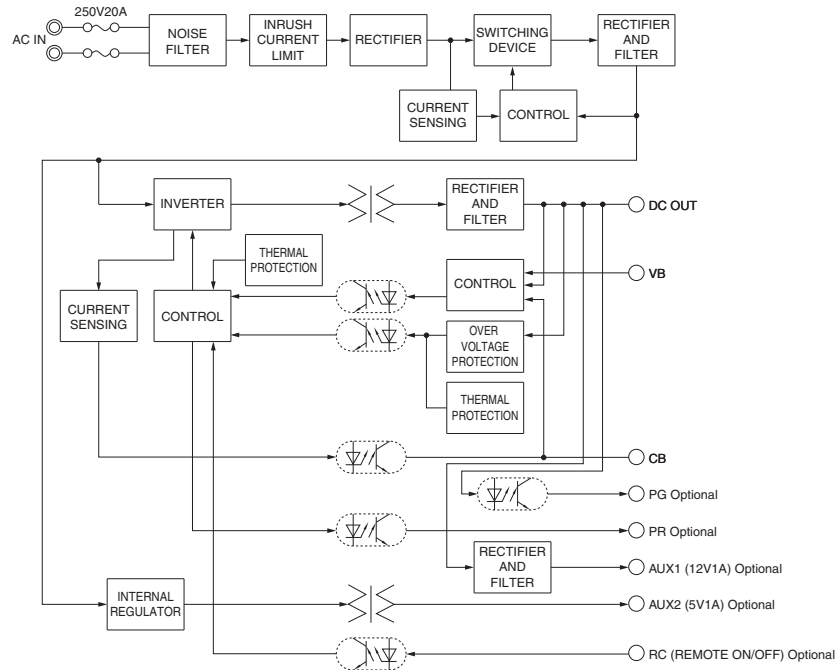 250V20A
AC IN
NOISE
FILTER
INRUSH
CURRENT
LIMIT
RECTIFIER
SWITCHING
DEVICE
RECTIFIER
AND
FILTER
CURRENT
SENSING
CONTROL
INVERTER
RECTIFIER
AND
FILTER
DC OUT
THERMAL
PROTECTION
CONTROL
VB
CURRENT
SENSING
CONTROL
OVER
VOLTAGE
PROTECTION
THERMAL
PROTECTION
CB
PG Optional
PR Optional
RECTIFIER
AND
FILTER
AUX1 (12V1A) Optional
INTERNAL
REGULATOR
AUX2 (5V1A) Optional
RC (REMOTE ON/OFF) Optional